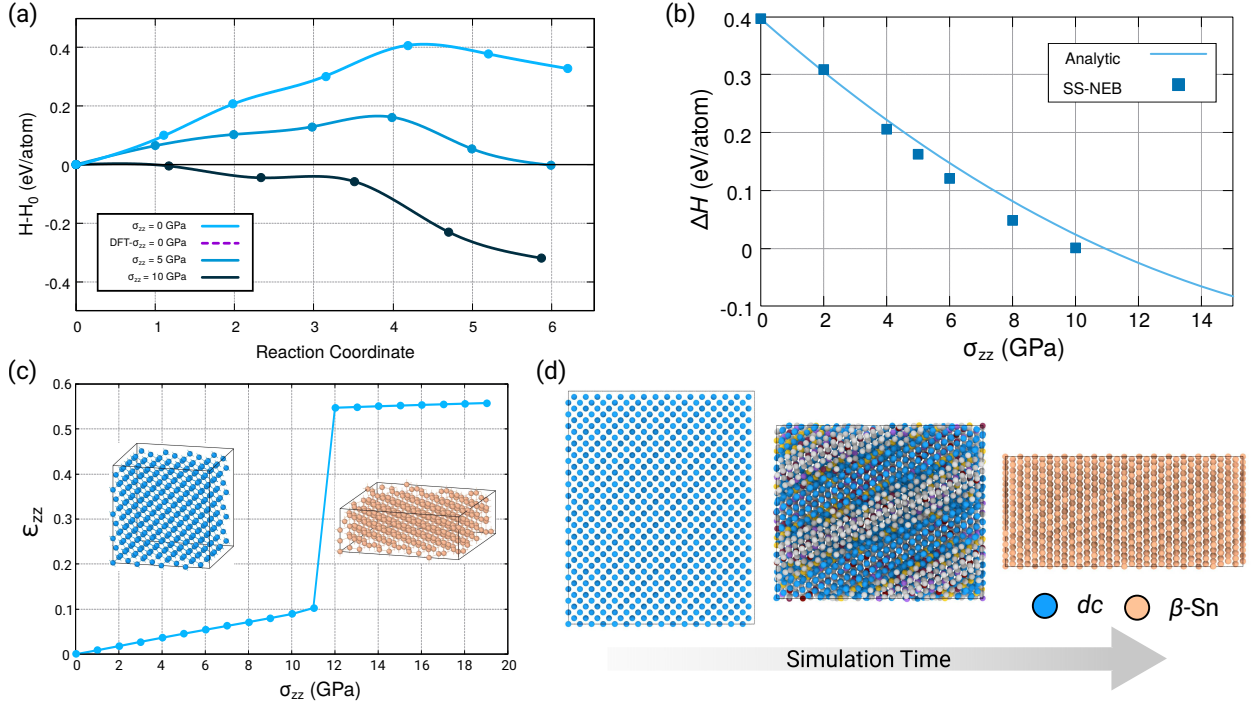 (a)
0.4
0.2
0
-0.2
-0.4
H-H0 (eV/atom)
σzz = 0 GPa
DFT-σzz = 0 GPa
σzz = 5 GPa
σzz = 10 GPa
0 1 2 3 4 5 6
Reaction Coordinate
(b)
0.4
0.3
0.2
0.1
0
-0.1
ΔH (eV/atom)
Analytic
SS-NEB
0 2 4 6 8 10 12 14
σzz (GPa)
(c)
0.6
0.5
0.4
0.3
0.2
0.1
0
εzz
0 2 4 6 8 10 12 14 16 18 20
σzz (GPa)
(d)
dc
β-Sn
Simulation Time